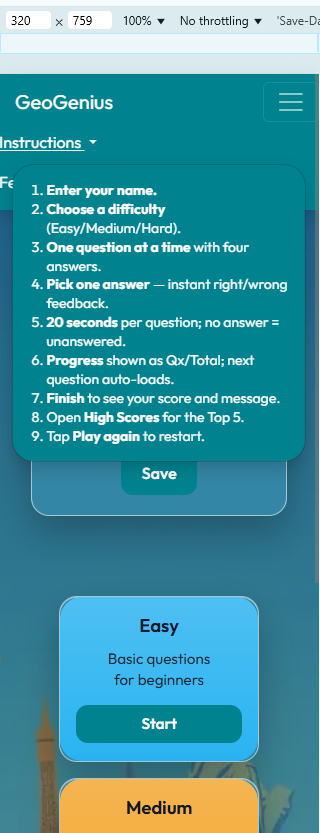 320 × 759 100% ▼ No throttling ▼ 'Save-Da
GeoGenius
Instructions
Fe
1. Enter your name.
2. Choose a difficulty
(Easy/Medium/Hard).
3. One question at a time with four
answers.
4. Pick one answer — instant right/wrong
feedback.
5. 20 seconds per question; no answer =
unanswered.
6. Progress shown as Qx/Total; next
question auto-loads.
7. Finish to see your score and message.
8. Open High Scores for the Top 5.
9. Tap Play again to restart.
Save
Easy
Basic questions
for beginners
Start
Medium